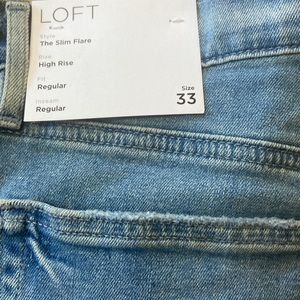 LOFT
Style
The Slim Flare
Rise
High Rise
Fit
Regular
Inseam
Regular
Size
33